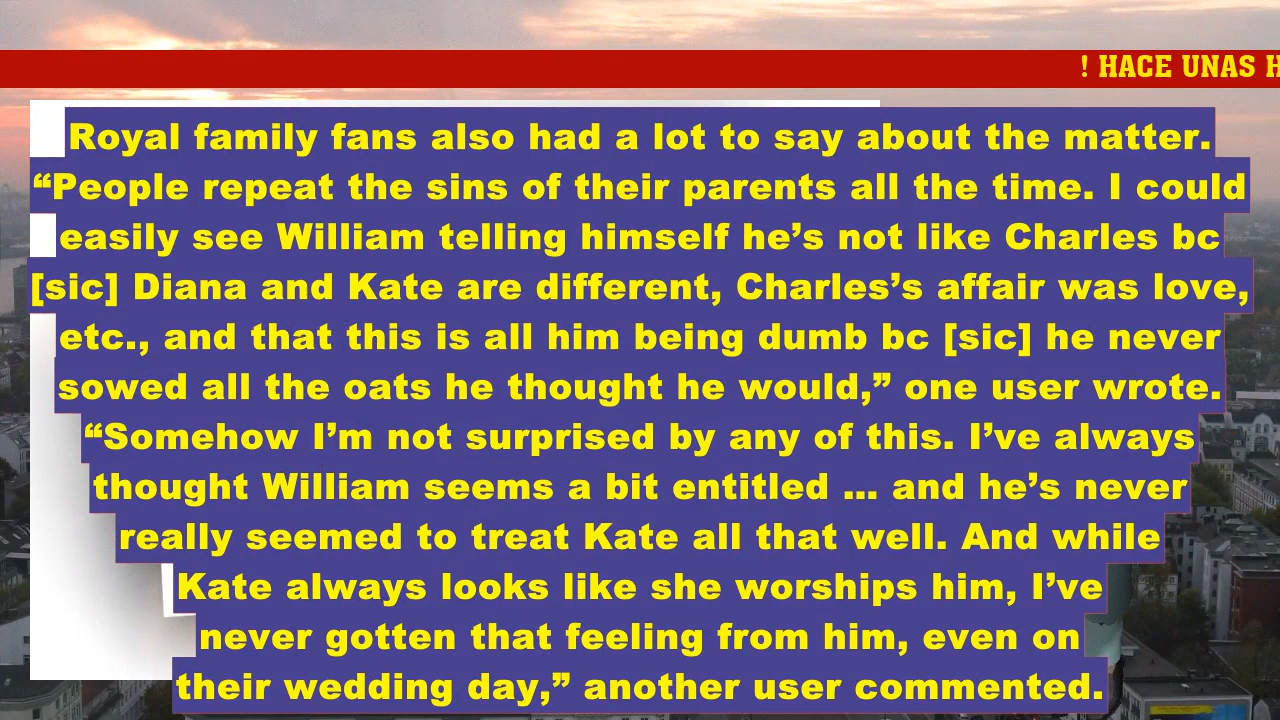 ! HACE UNAS
Royal family fans also had a lot to say about the matter.
“People repeat the sins of their parents all the time. I could
easily see William telling himself he’s not like Charles bc
[sic] Diana and Kate are different, Charles’s affair was love,
etc., and that this is all him being dumb bc [sic] he never
sowed all the oats he thought he would,” one user wrote.
“Somehow I’m not surprised by any of this. I’ve always
thought William seems a bit entitled ... and he’s never
really seemed to treat Kate all that well. And while
Kate always looks like she worships him, I’ve
never gotten that feeling from him, even on
their wedding day,” another user commented.